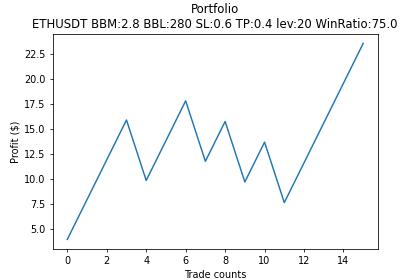 Portfolio
ETHUSDT BBM:2.8 BBL:280 SL:0.6 TP:0.4 lev:20 WinRatio:75.0
22.5
20.0
17.5
15.0
12.5
10.0
7.5
5.0
Profit ($)
0 2 4 6 8 10 12 14
Trade counts